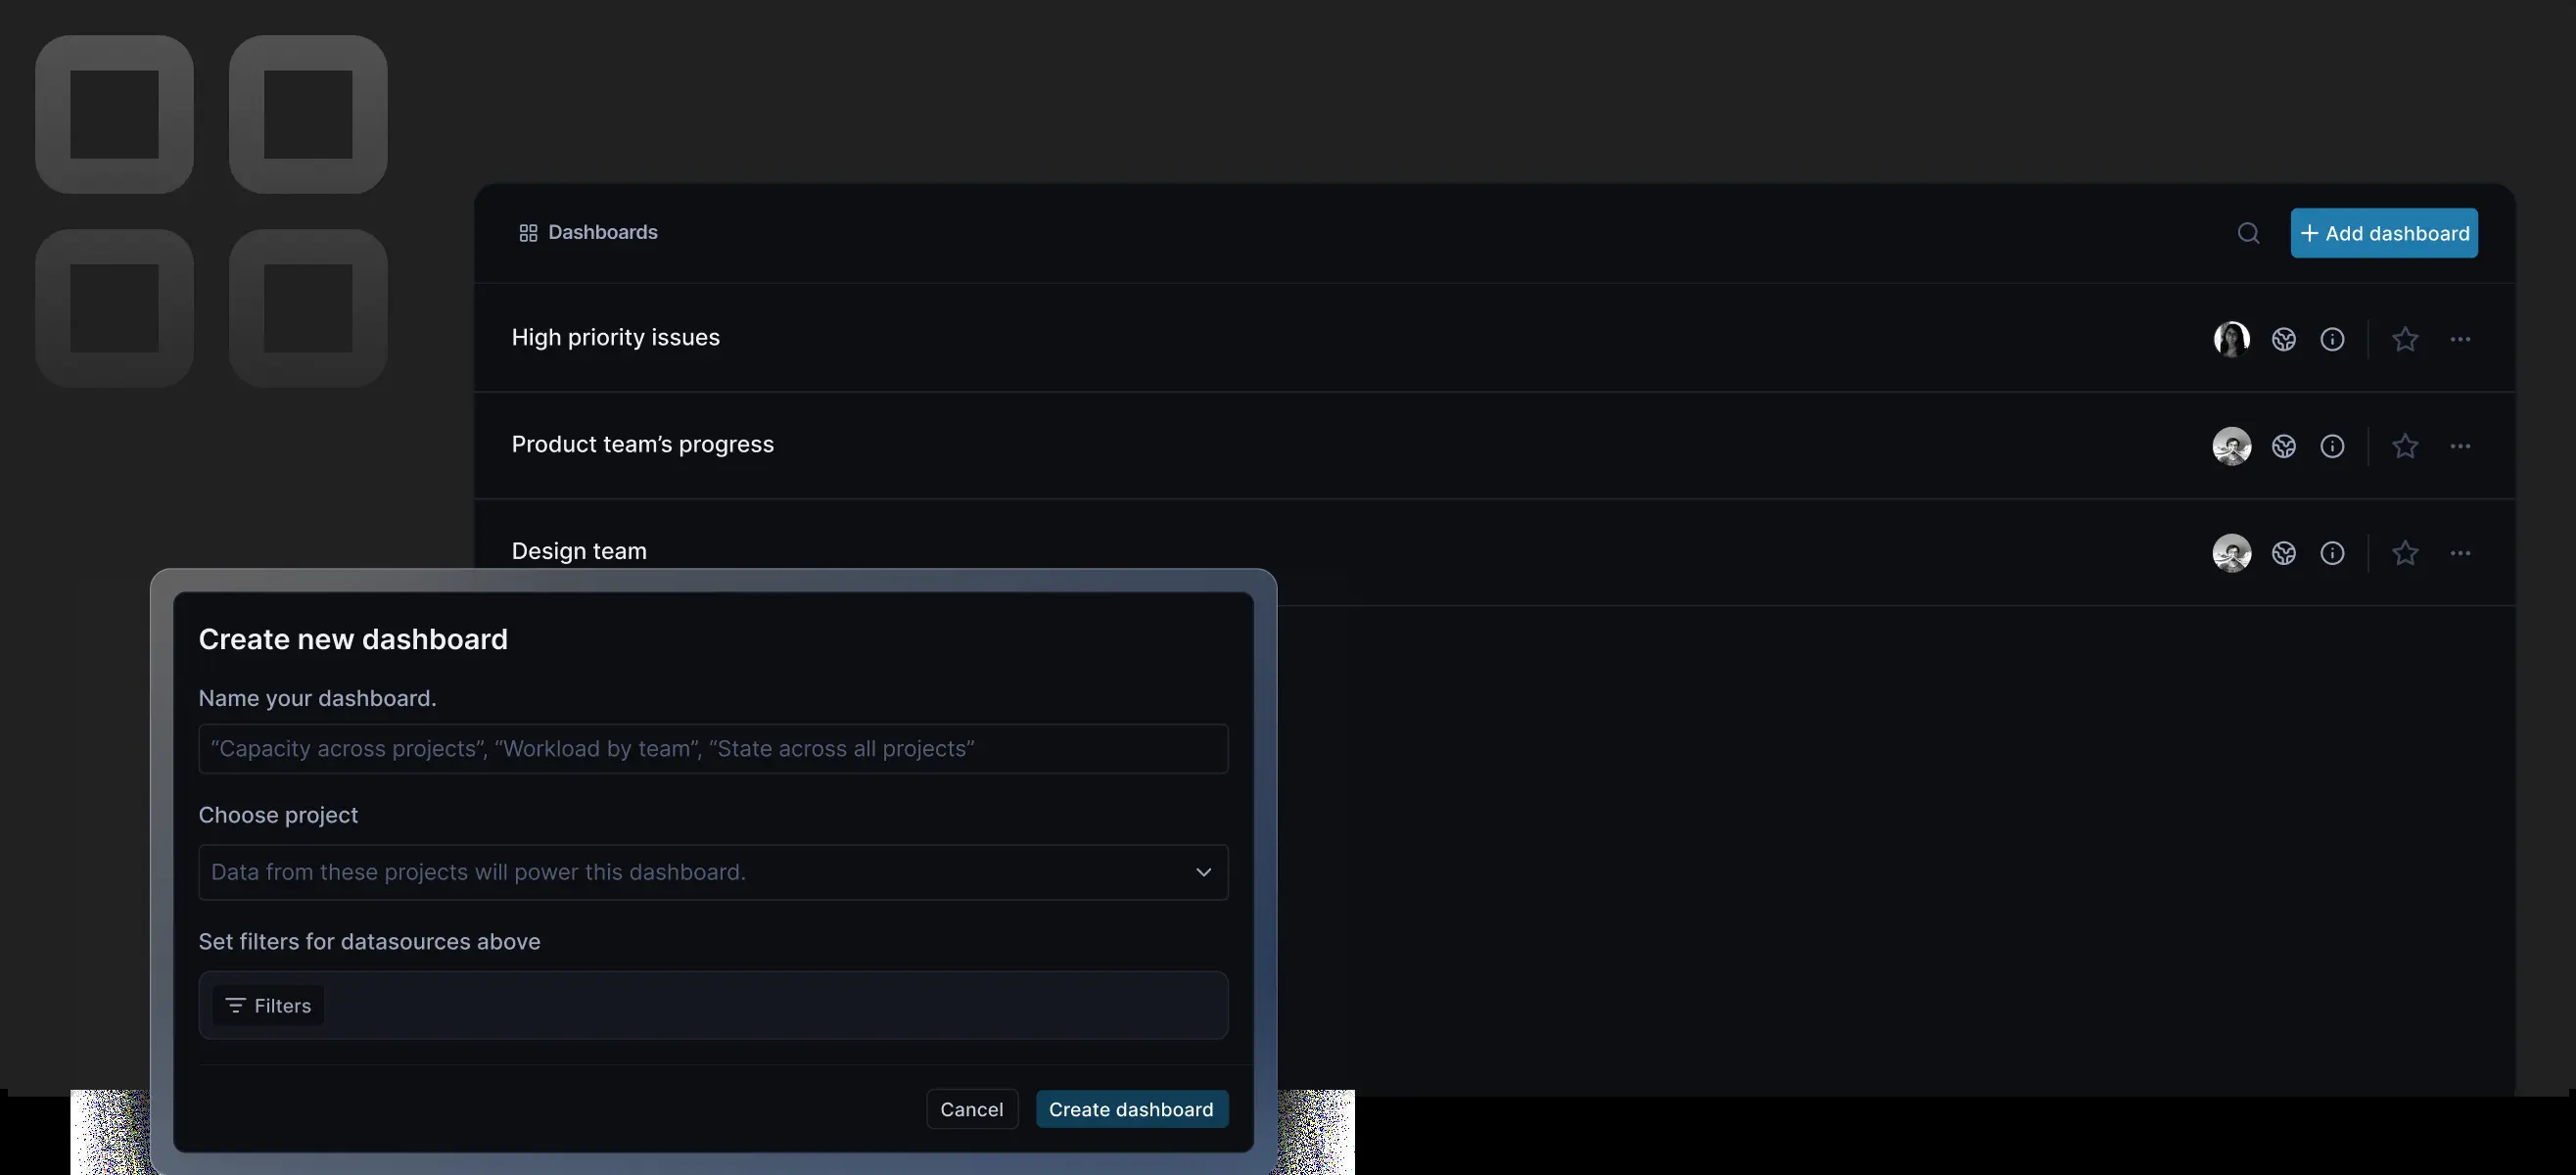 Dashboards
+ Add dashboard
High priority issues
Product team’s progress
Design team
Create new dashboard
Name your dashboard.
“Capacity across projects”, “Workload by team”, “State across all projects”
Choose project
Data from these projects will power this dashboard.
Set filters for datasources above
Filters
Cancel
Create dashboard